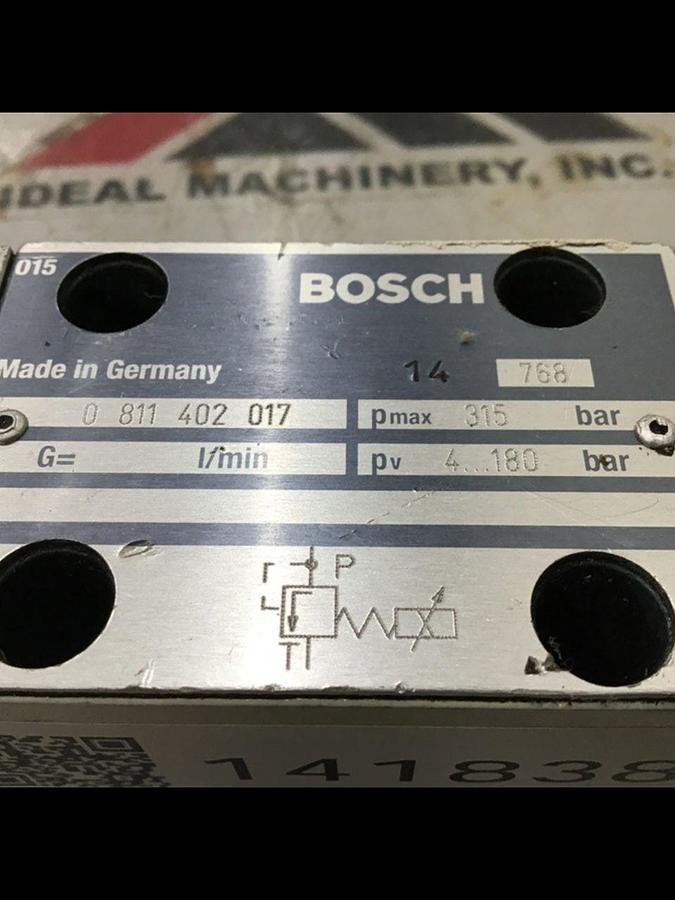 IDEAL MACHINERY, INC.
015
BOSCH
Made in Germany 14 768
0 811 402 017 pmax 315 bar
G= l/min pv 4...180 bar
P
T
141838